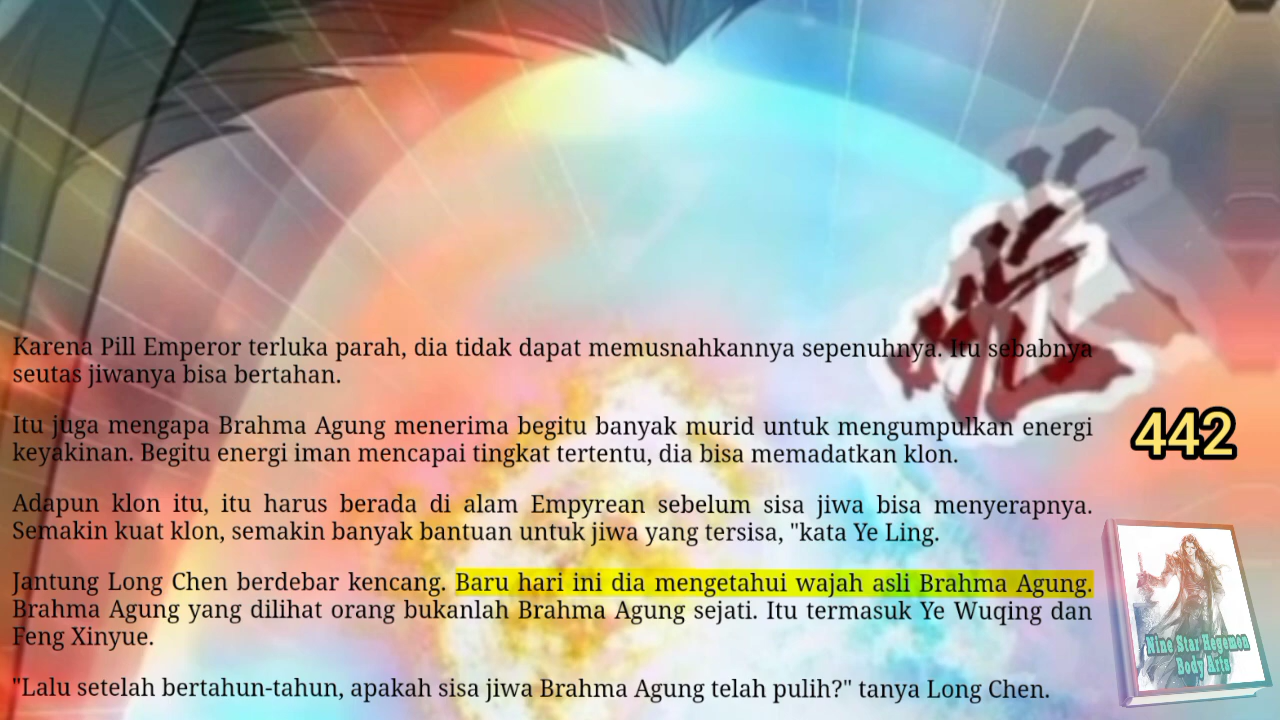 Karena Pill Emperor terluka parah, dia tidak dapat memusnahkannya sepenuhnya. Itu sebabnya
seutas jiwanya bisa bertahan.
Itu juga mengapa Brahma Agung menerima begitu banyak murid untuk mengumpulkan energi
keyakinan. Begitu energi iman mencapai tingkat tertentu, dia bisa memadatkan klon.
Adapun klon itu, itu harus berada di alam Empyrean sebelum sisa jiwa bisa menyerapnya.
Semakin kuat klon, semakin banyak bantuan untuk jiwa yang tersisa, "kata Ye Ling.
Jantung Long Chen berdebar kencang. Baru hari ini dia mengetahui wajah asli Brahma Agung.
Brahma Agung yang dilihat orang bukanlah Brahma Agung sejati. Itu termasuk Ye Wuqing dan
Feng Xinyue.
"Lalu setelah bertahun-tahun, apakah sisa jiwa Brahma Agung telah pulih?" tanya Long Chen.
442
Nine Star Hegemon
Body Arts